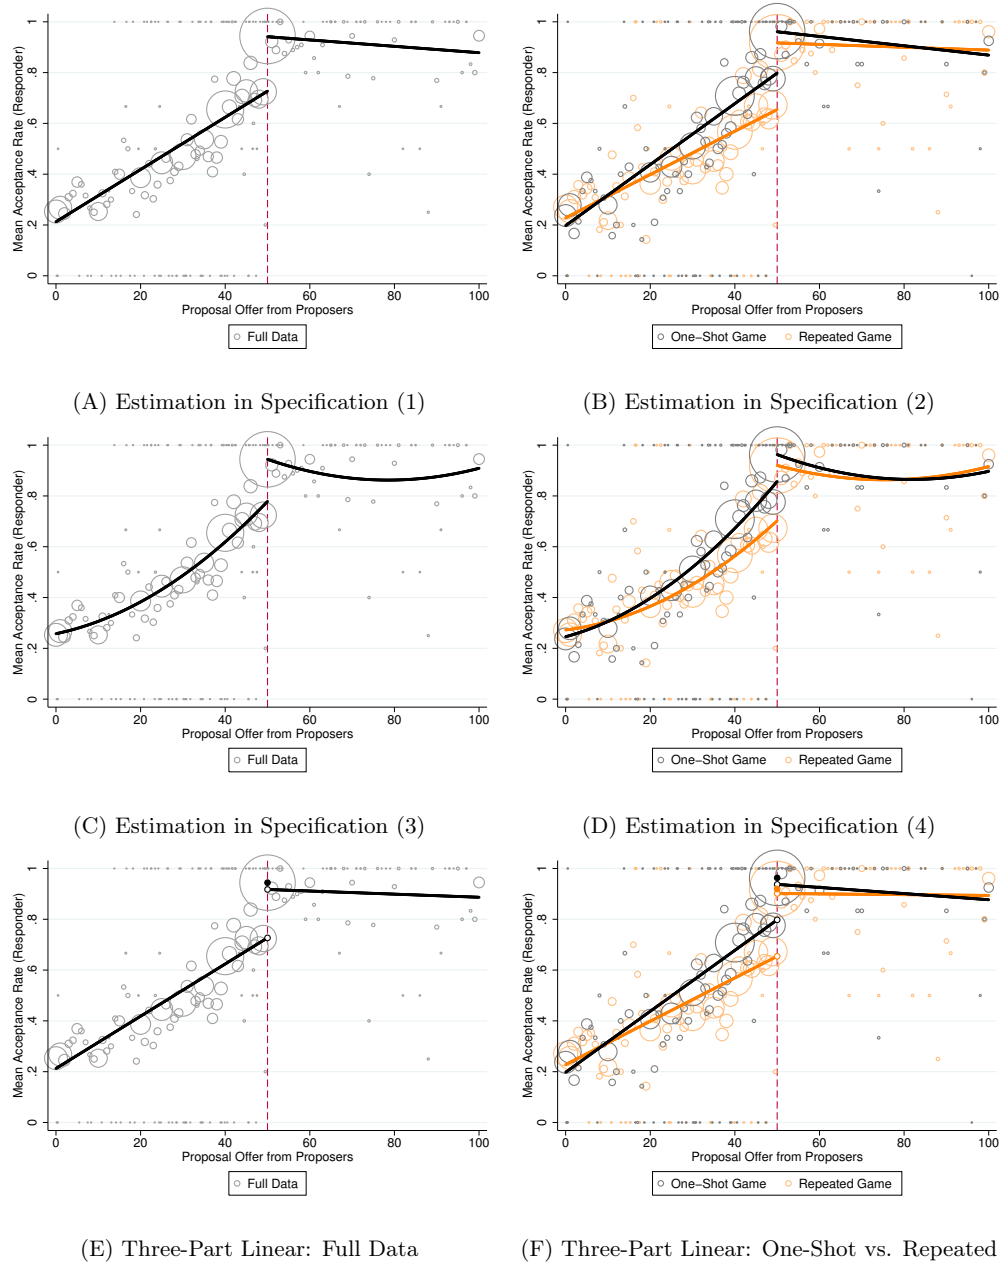 Mean Acceptance Rate (Responder)
1
.8
.6
.4
.2
0
0 20 40 60 80 100
Proposal Offer from Proposers
Full Data
(A) Estimation in Specification (1)
Mean Acceptance Rate (Responder)
1
.8
.6
.4
.2
0
0 20 40 60 80 100
Proposal Offer from Proposers
One−Shot Game Repeated Game
(B) Estimation in Specification (2)
Mean Acceptance Rate (Responder)
1
.8
.6
.4
.2
0
0 20 40 60 80 100
Proposal Offer from Proposers
Full Data
(C) Estimation in Specification (3)
Mean Acceptance Rate (Responder)
1
.8
.6
.4
.2
0
0 20 40 60 80 100
Proposal Offer from Proposers
One−Shot Game Repeated Game
(D) Estimation in Specification (4)
Mean Acceptance Rate (Responder)
1
.8
.6
.4
.2
0
0 20 40 60 80 100
Proposal Offer from Proposers
Full Data
(E) Three-Part Linear: Full Data
Mean Acceptance Rate (Responder)
1
.8
.6
.4
.2
0
0 20 40 60 80 100
Proposal Offer from Proposers
One−Shot Game Repeated Game
(F) Three-Part Linear: One-Shot vs. Repeated